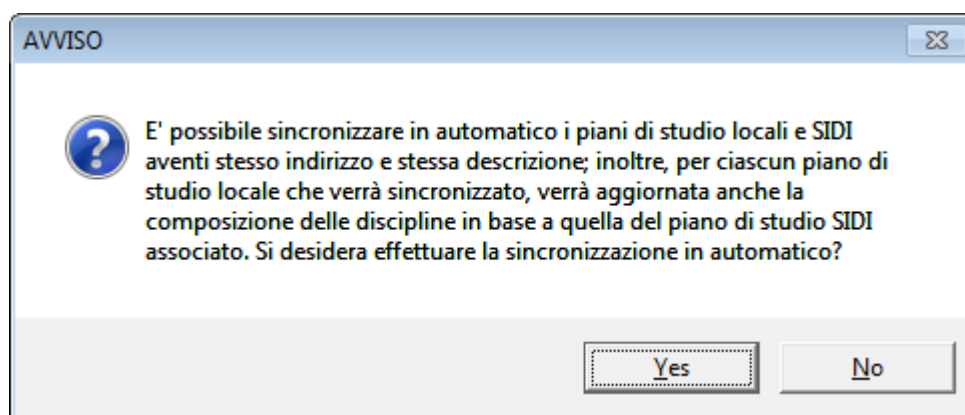 AVVISO
E' possibile sincronizzare in automatico i piani di studio locali e SIDI
aventi stesso indirizzo e stessa descrizione; inoltre, per ciascun piano di
studio locale che verrà sincronizzato, verrà aggiornata anche la
composizione delle discipline in base a quella del piano di studio SIDI
associato. Si desidera effettuare la sincronizzazione in automatico?
Yes No